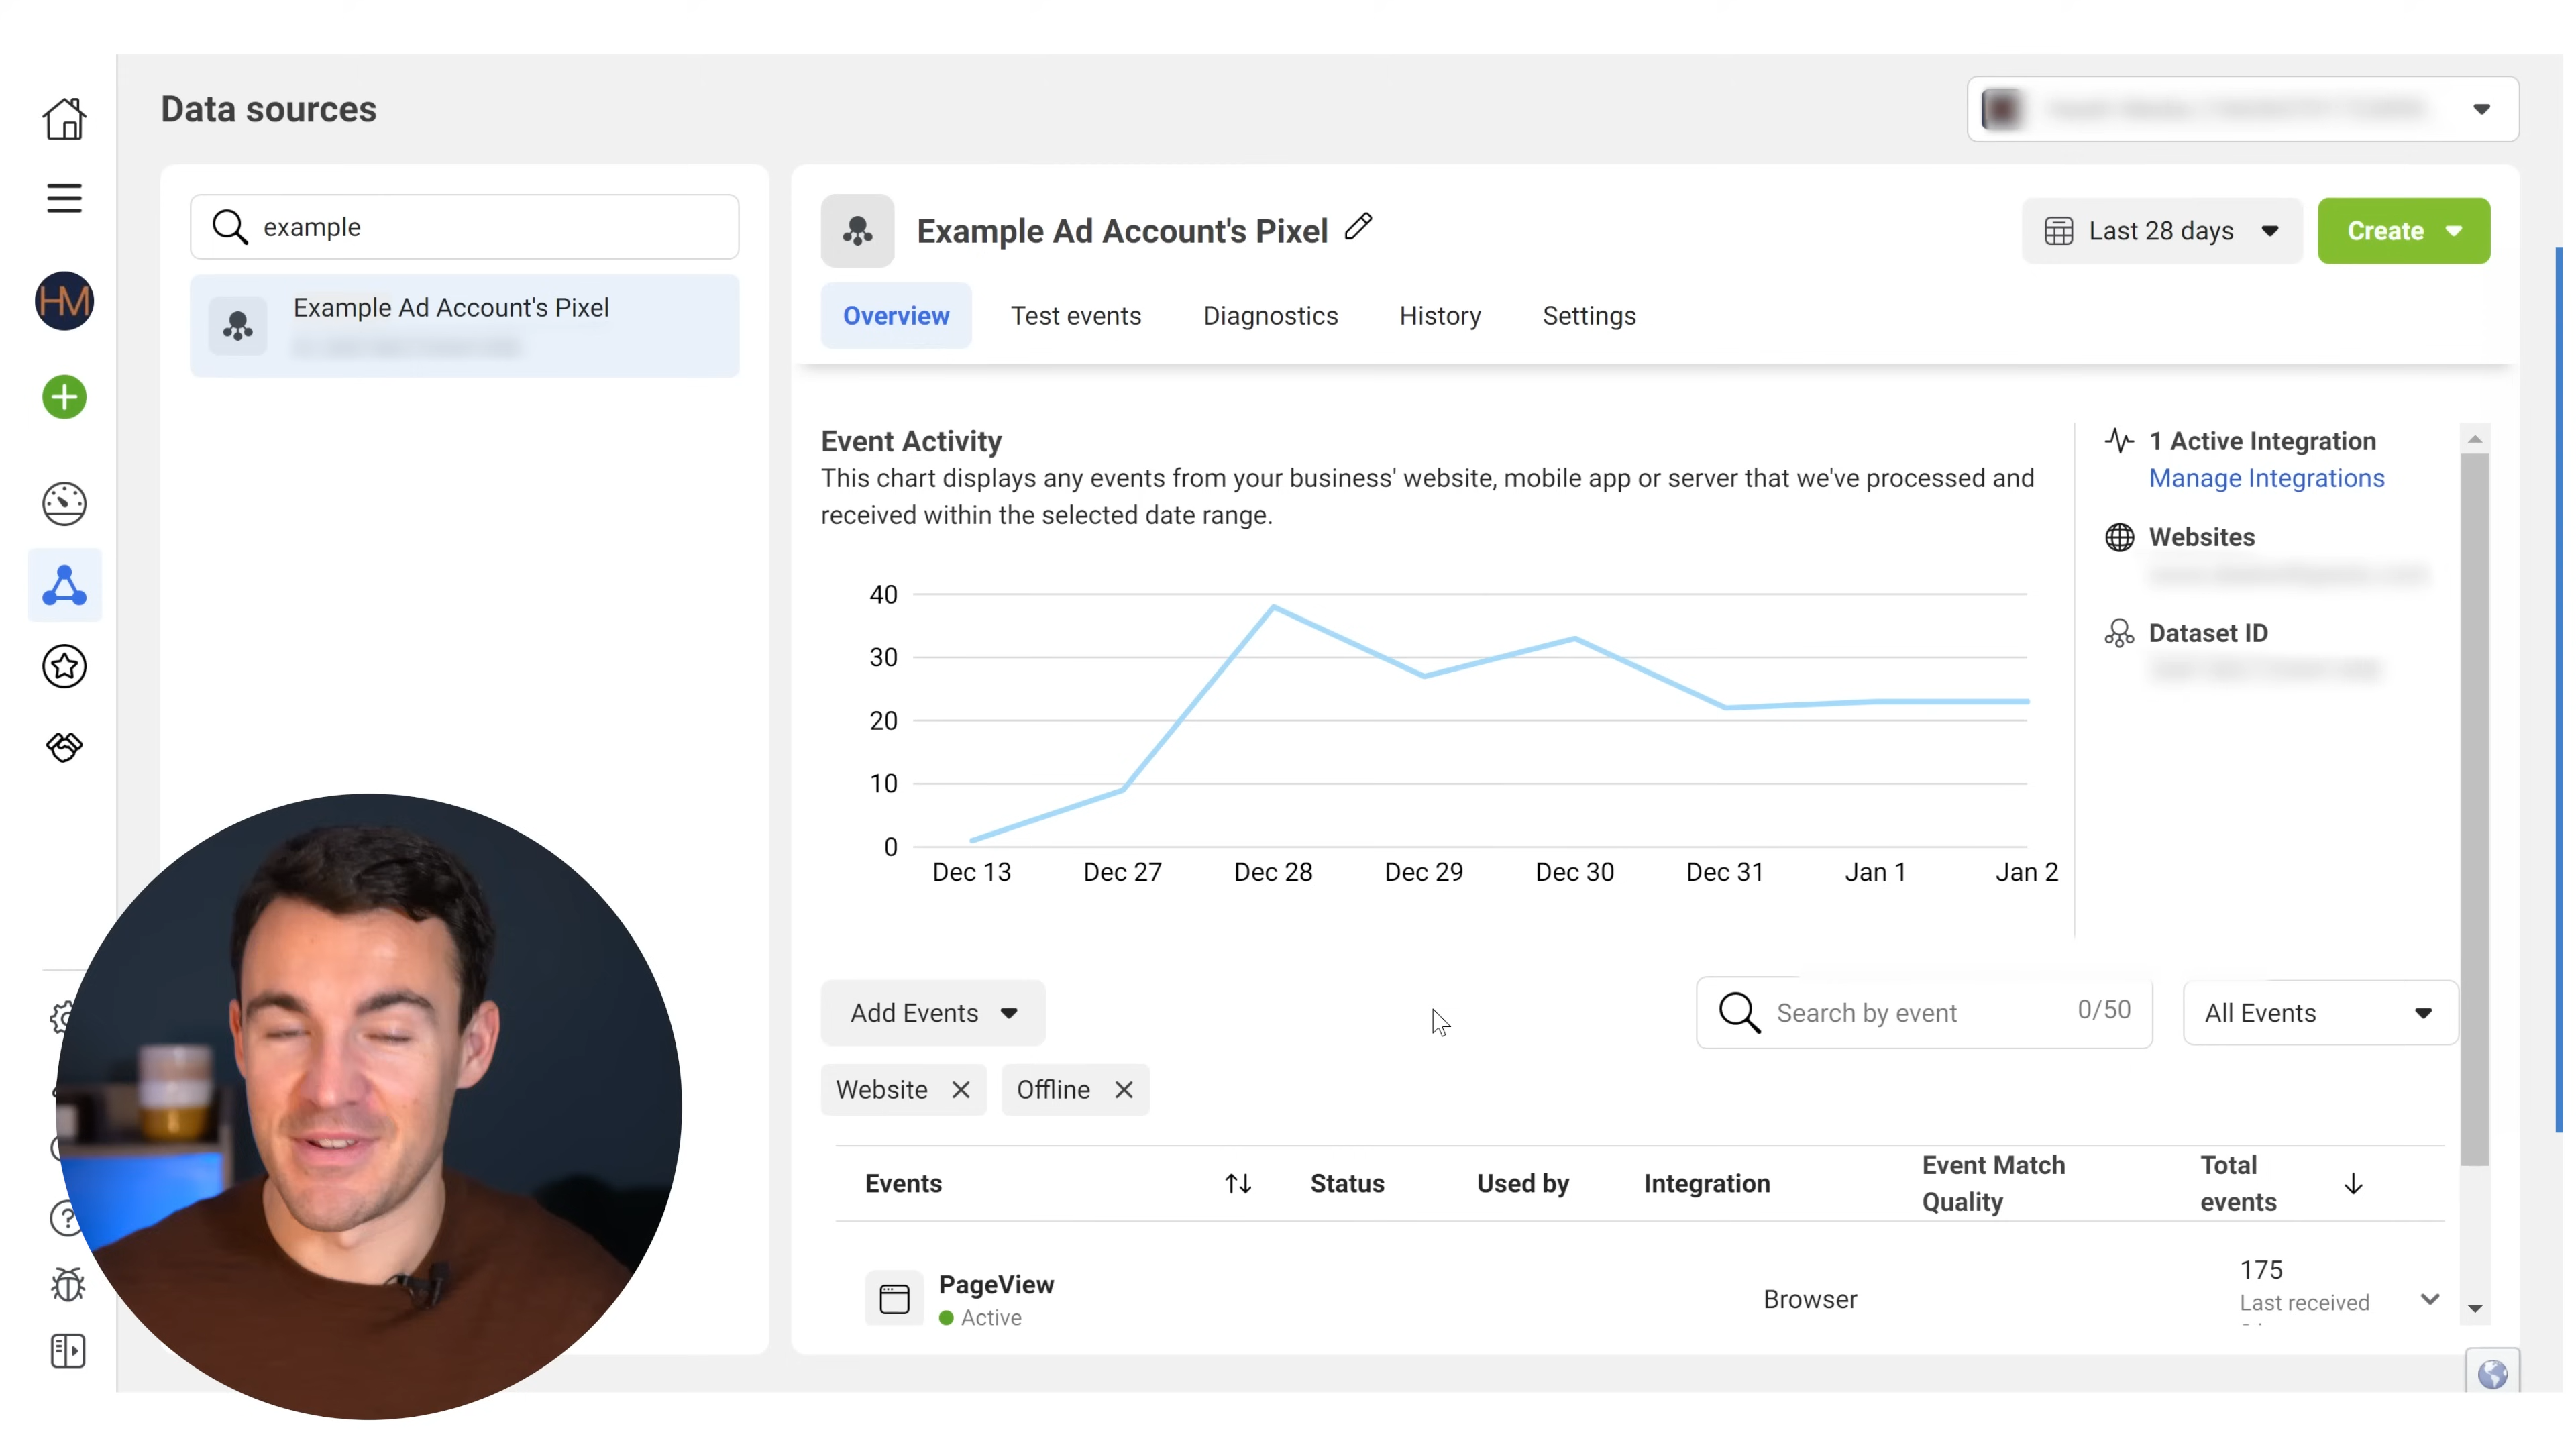 Data sources
example
Example Ad Account's Pixel
HM
Example Ad Account's Pixel
Last 28 days
Create
Overview
Test events
Diagnostics
History
Settings
Event Activity
This chart displays any events from your business' website, mobile app or server that we've processed and
received within the selected date range.
1 Active Integration
Manage Integrations
Websites
Dataset ID
40
30
20
10
0
Dec 13
Dec 27
Dec 28
Dec 29
Dec 30
Dec 31
Jan 1
Jan 2
Add Events
Search by event
0/50
All Events
Website
Offline
Events
Status
Used by
Integration
Event Match
Quality
Total
events
PageView
Active
Browser
175
Last received